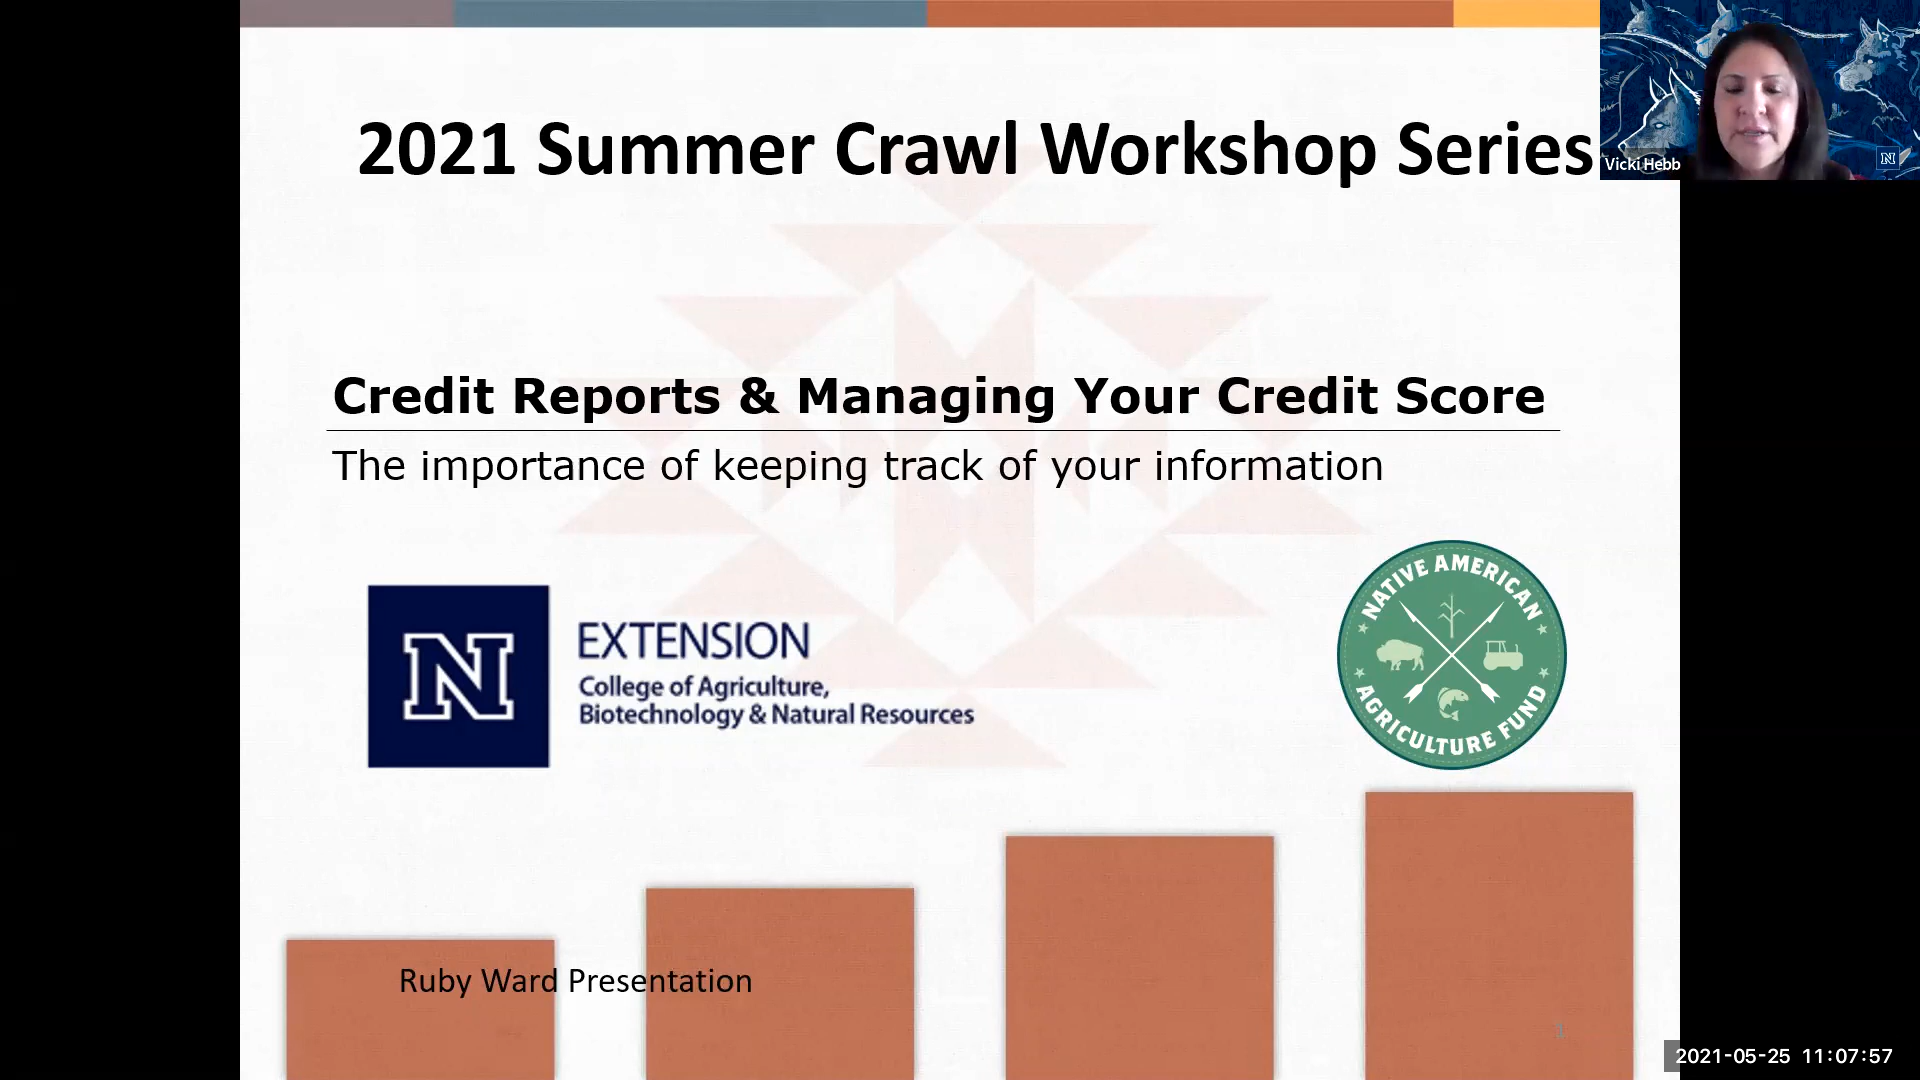 2021 Summer Crawl Workshop Series
Vicki Hebb
N
Credit Reports & Managing Your Credit Score
The importance of keeping track of your information
N
EXTENSION
College of Agriculture,
Biotechnology & Natural Resources
NATIVE AMERICAN
AGRICULTURE FUND
Ruby Ward Presentation
1
2021-05-25 11:07:57